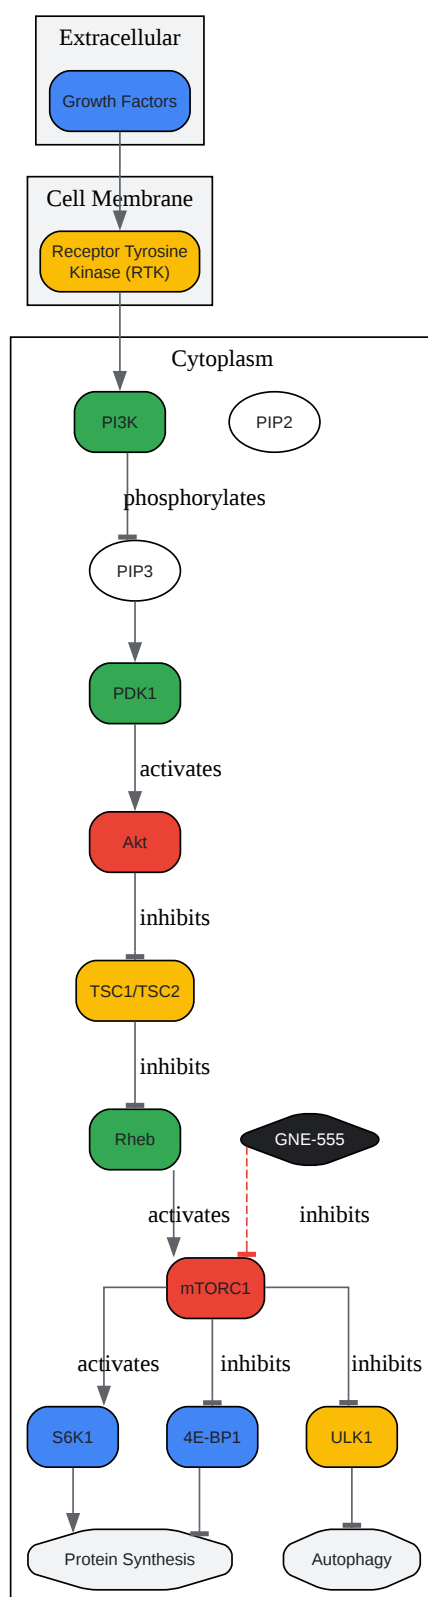 Extracellular
Growth Factors
Cell Membrane
Receptor Tyrosine
Kinase (RTK)
Cytoplasm
PI3K
PIP2
phosphorylates
PIP3
PDK1
activates
Akt
inhibits
TSC1/TSC2
inhibits
Rheb
GNE-555
activates
inhibits
mTORC1
activates
inhibits
inhibits
S6K1
4E-BP1
ULK1
Protein Synthesis
Autophagy